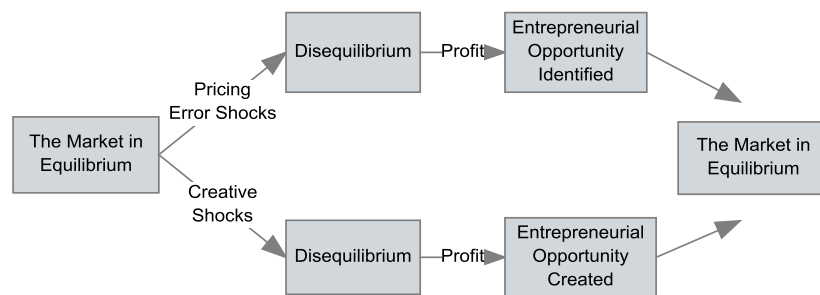 The Market in
Equilibrium
Pricing
Error Shocks
Creative
Shocks
Disequilibrium
Profit
Entrepreneurial
Opportunity
Identified
Disequilibrium
Profit
Entrepreneurial
Opportunity
Created
The Market in
Equilibrium